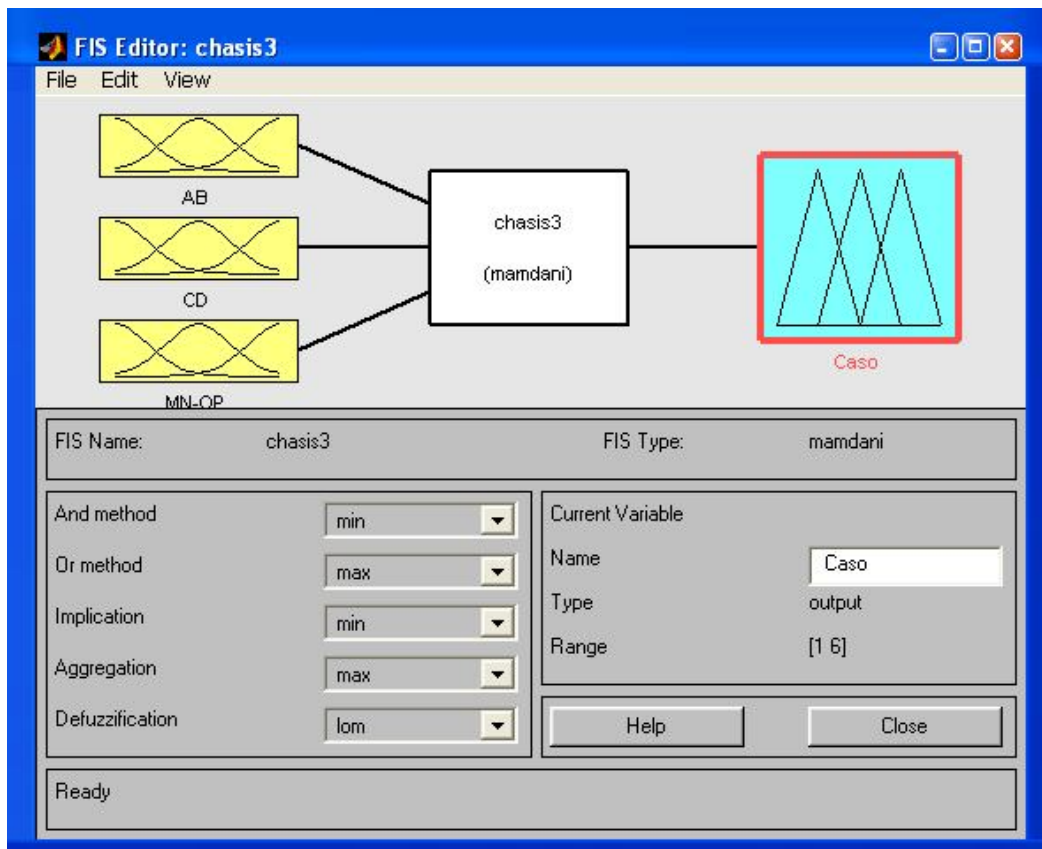 FIS Editor: chasis3
File Edit View
AB
CD
MN-OP
chasis3
(mamdani)
Caso
FIS Name: chasis3 FIS Type: mamdani
And method min
Or method max
Implication min
Aggregation max
Defuzzification lom
Current Variable
Name Caso
Type output
Range [1 6]
Help Close
Ready